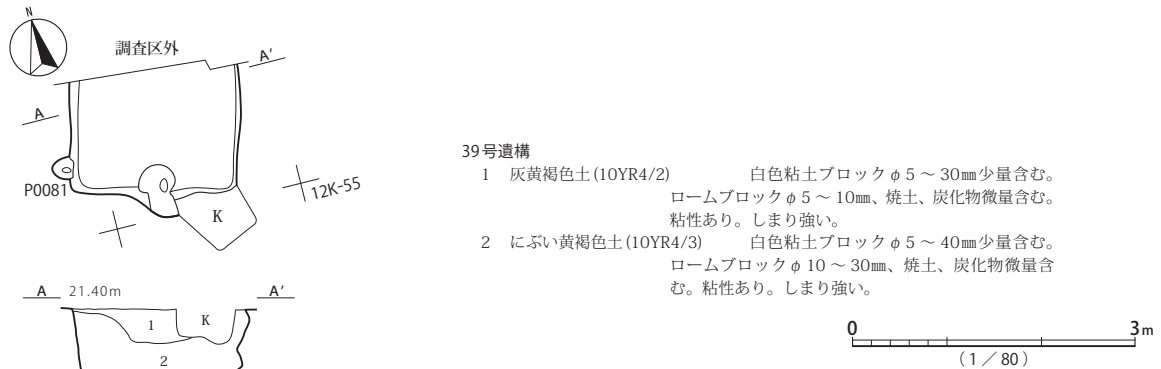 N
調査区外
A'
A
P0081
12K-55
K
A 21.40m A'
1
K
2
39号遺構
1 灰黄褐色土(10YR4/2) 白色粘土ブロックφ5～30㎜少量含む。
ロームブロックφ5～10㎜、焼土、炭化物微量含む。
粘性あり。しまり強い。
2 にぶい黄褐色土(10YR4/3) 白色粘土ブロックφ5～40㎜少量含む。
ロームブロックφ10～30㎜、焼土、炭化物微量含
む。粘性あり。しまり強い。
0 3m
（1／80）